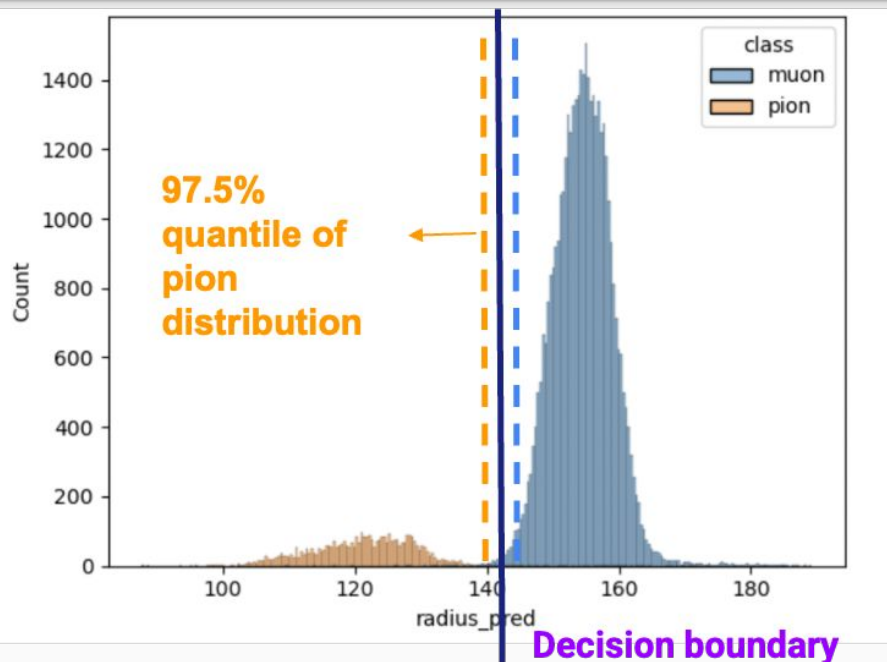 class
muon
pion
1400
1200
1000
800
600
400
200
0
Count
97.5%
quantile of
pion
distribution
100 120 140 160 180
radius_pred
Decision boundary